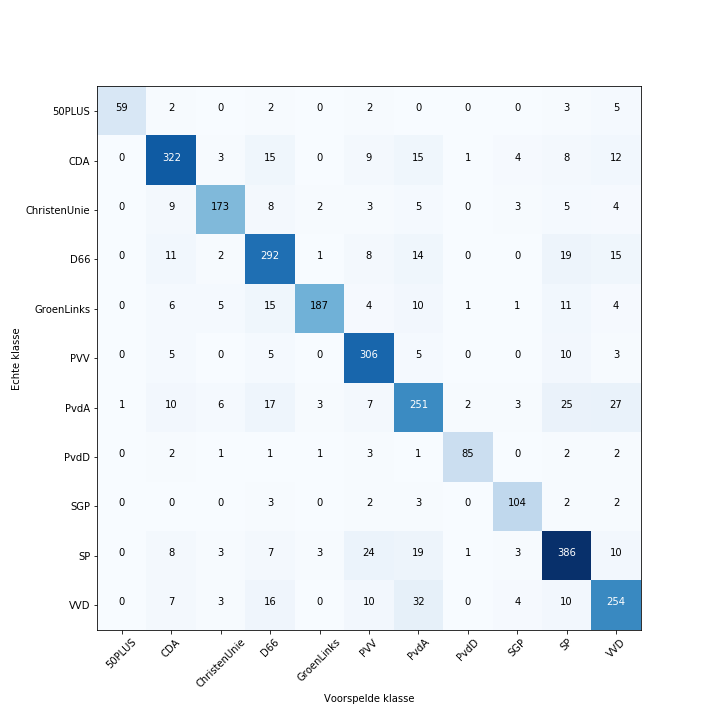 50PLUS 59 2 0 2 0 2 0 0 0 3 5
CDA 0 322 3 15 0 9 15 1 4 8 12
ChristenUnie 0 9 173 8 2 3 5 0 3 5 4
D66 0 11 2 292 1 8 14 0 0 19 15
GroenLinks 0 6 5 15 187 4 10 1 1 11 4
PVV 0 5 0 5 0 306 5 0 0 10 3
PvdA 1 10 6 17 3 7 251 2 3 25 27
PvdD 0 2 1 1 1 3 1 85 0 2 2
SGP 0 0 0 3 0 2 3 0 104 2 2
SP 0 8 3 7 3 24 19 1 3 386 10
VVD 0 7 3 16 0 10 32 0 4 10 254
Echte klasse
50PLUS CDA ChristenUnie D66 GroenLinks PVV PvdA PvdD SGP SP VVD
Voorspelde klasse